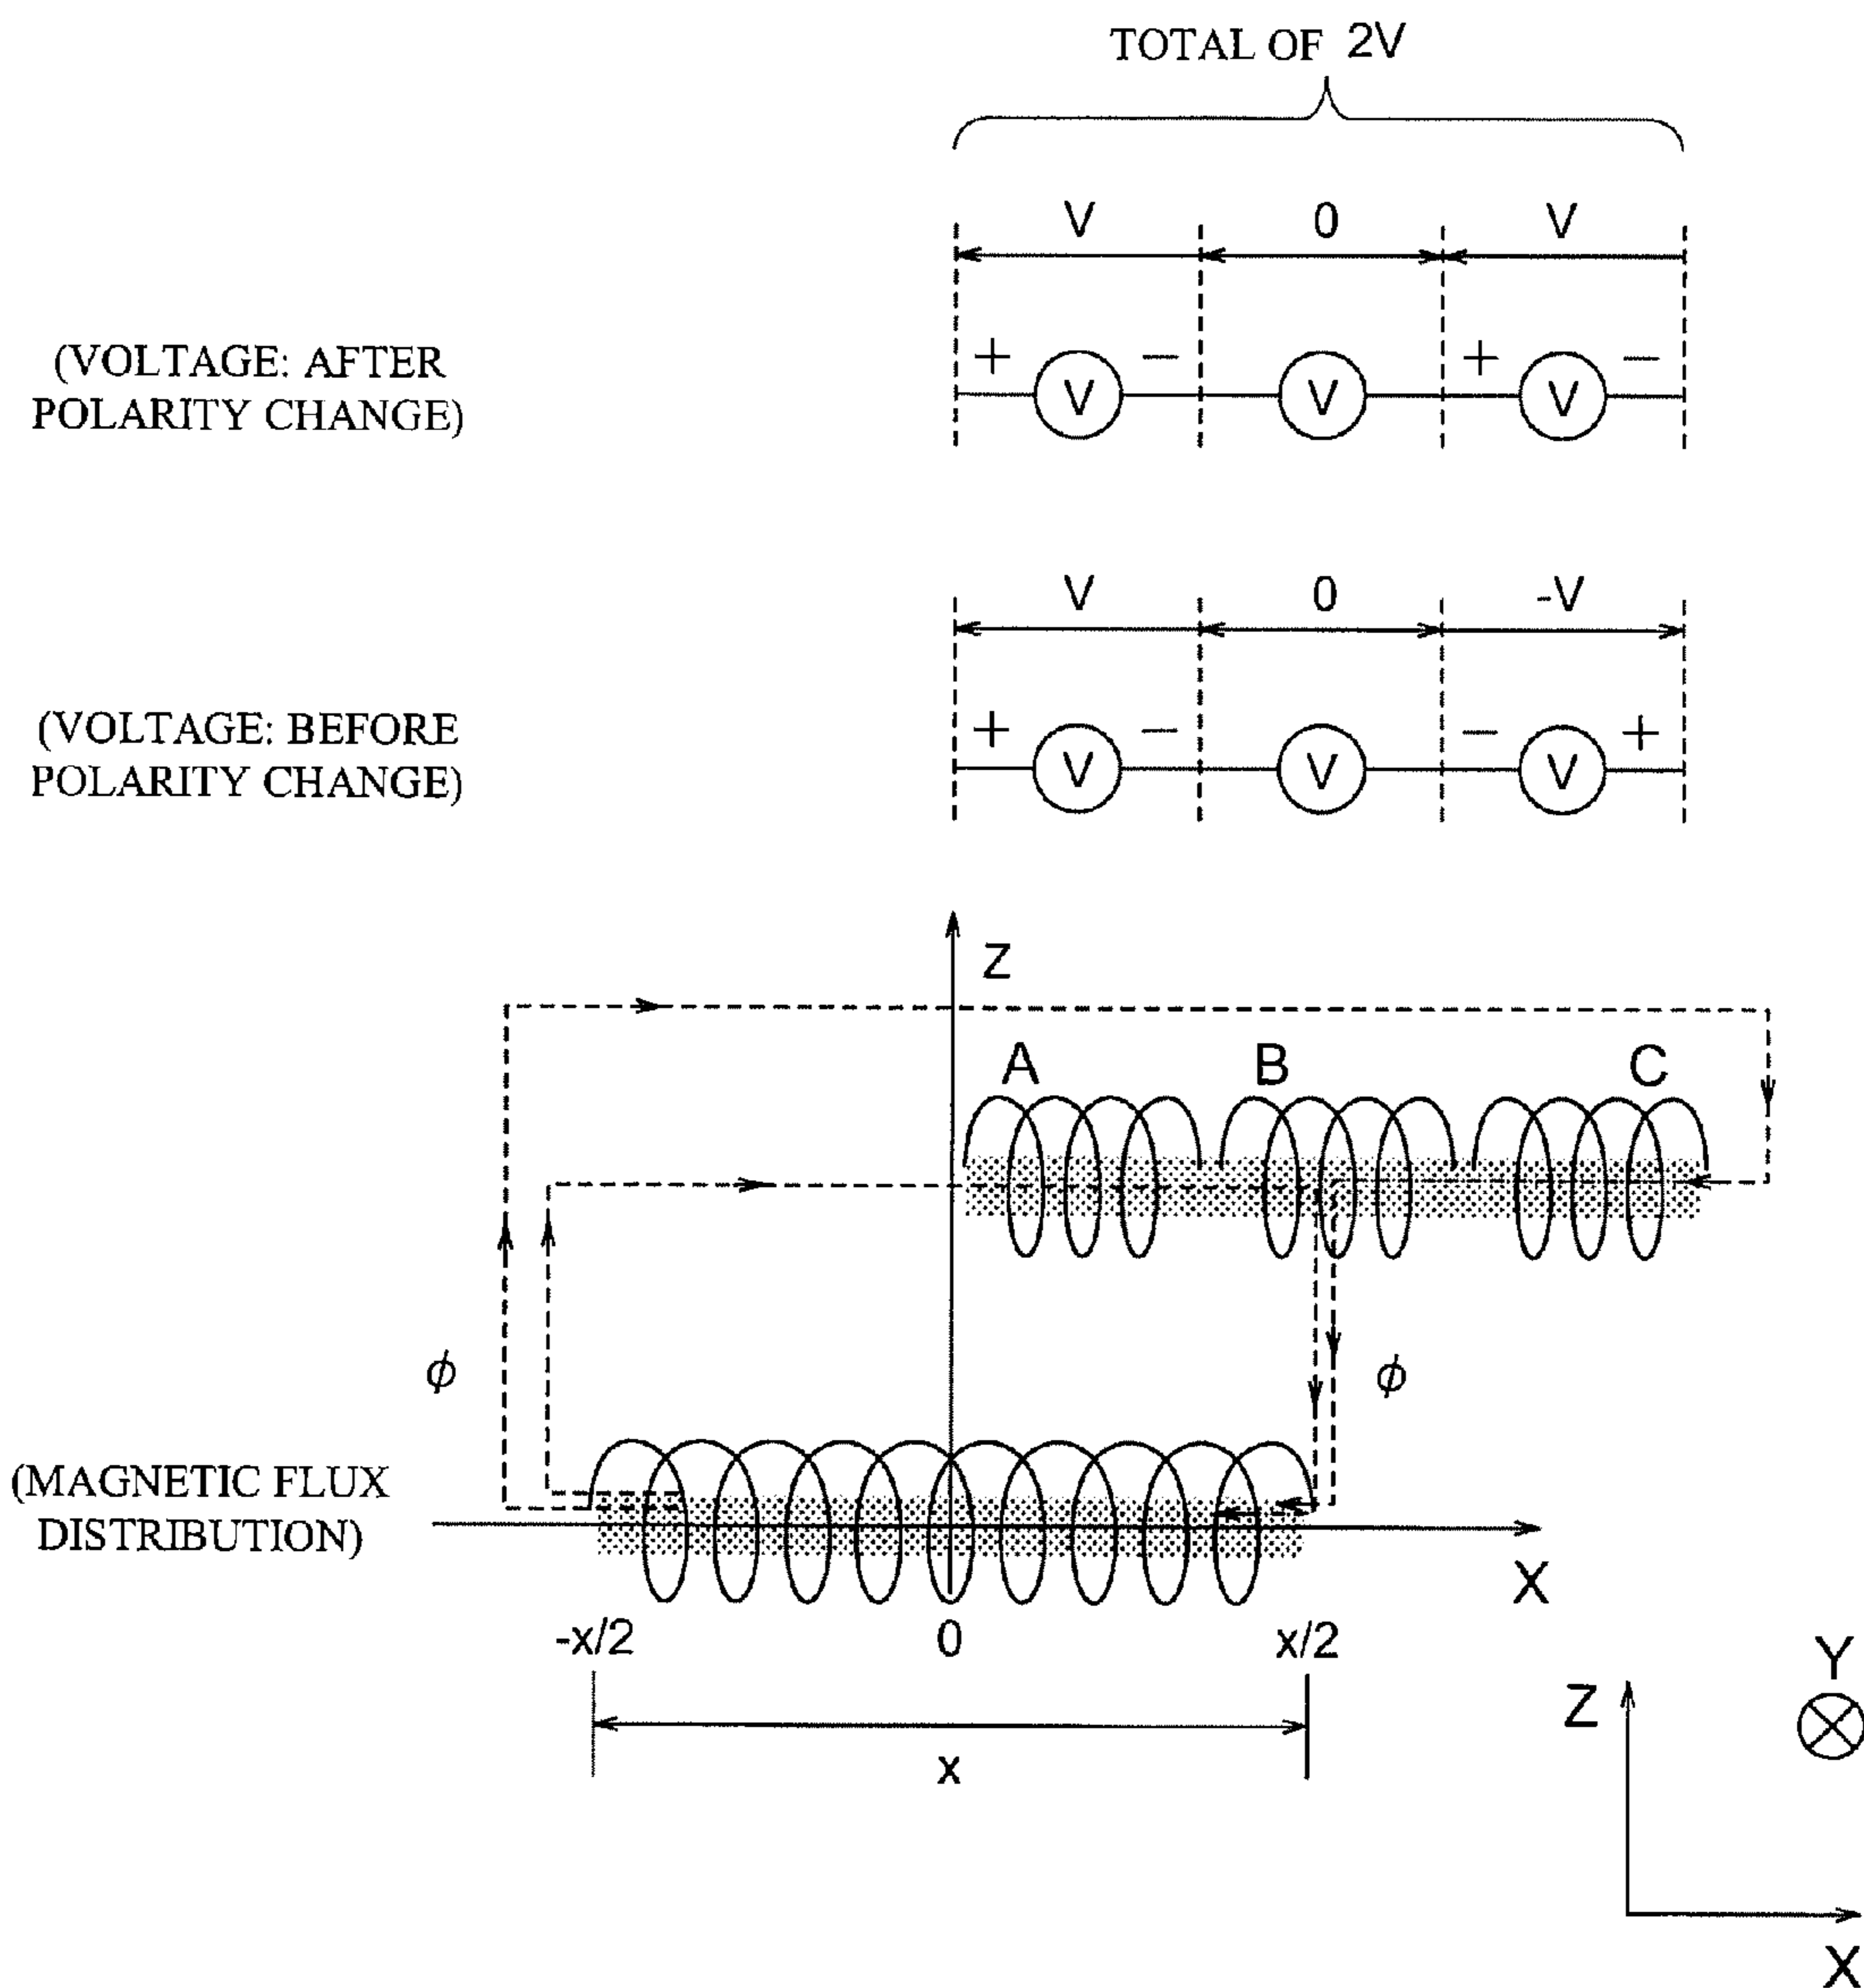 TOTAL OF 2V
V 0 V
(VOLTAGE: AFTER
POLARITY CHANGE)
+ V − V + V −
V 0 -V
(VOLTAGE: BEFORE
POLARITY CHANGE)
+ V − V − V +
Z
A B C
ϕ ϕ
(MAGNETIC FLUX
DISTRIBUTION)
X
-x/2 0 x/2
x
Y
Z
X